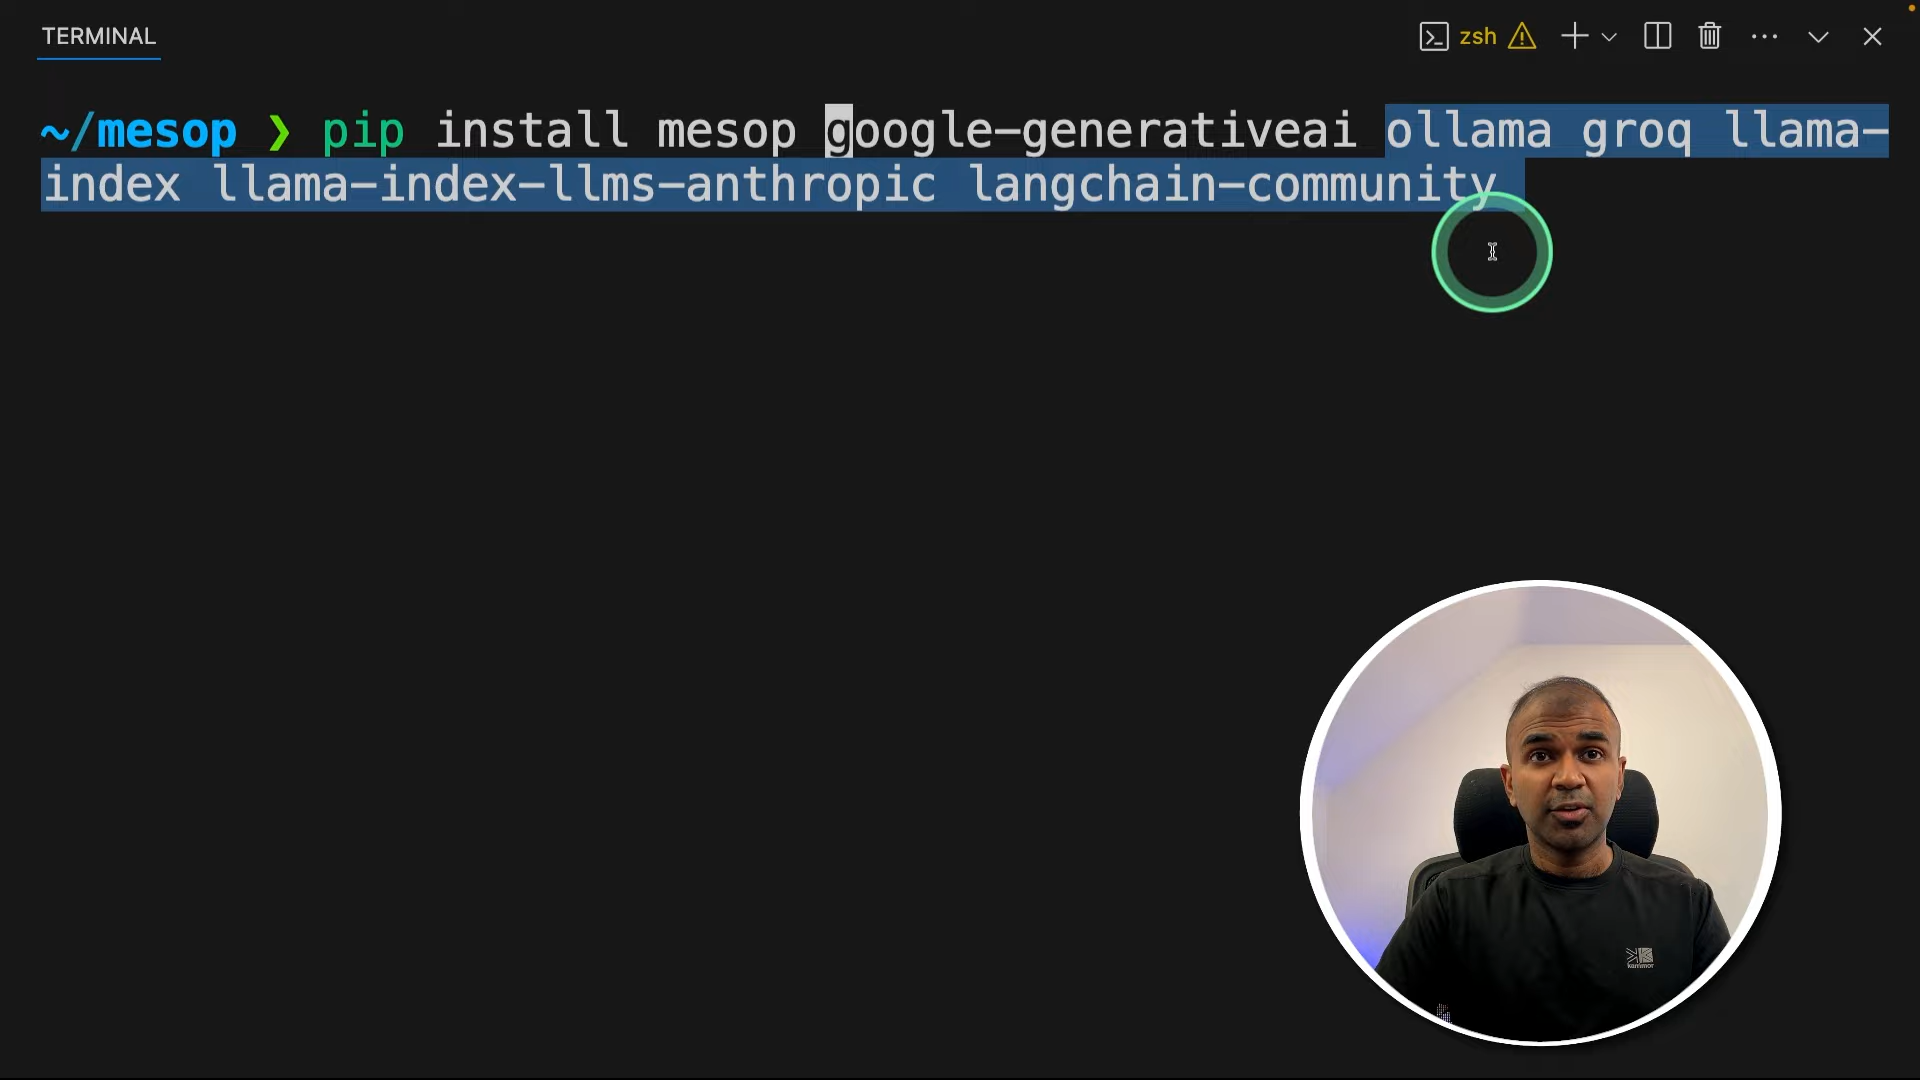 TERMINAL
zsh
~/mesop ❯ pip install mesop google-generativeai ollama groq llama-
index llama-index-llms-anthropic langchain-community